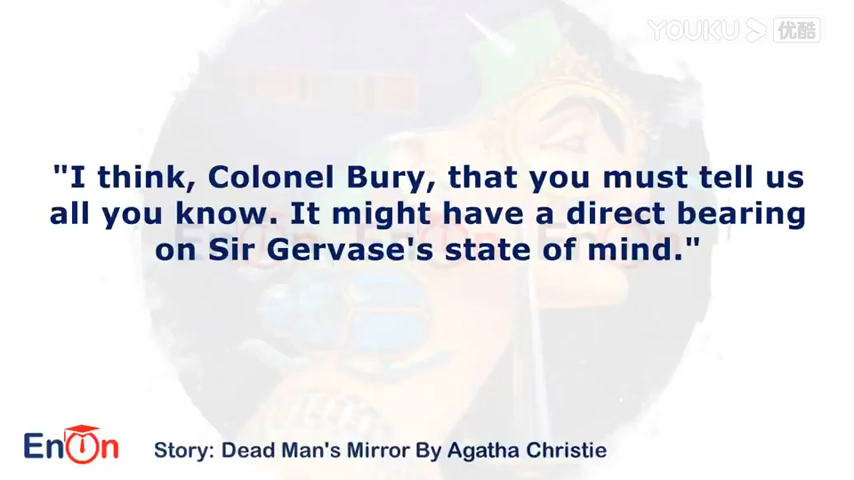 YOUKU 优酷
"I think, Colonel Bury, that you must tell us
all you know. It might have a direct bearing
on Sir Gervase's state of mind."
EnOn
Story: Dead Man's Mirror By Agatha Christie